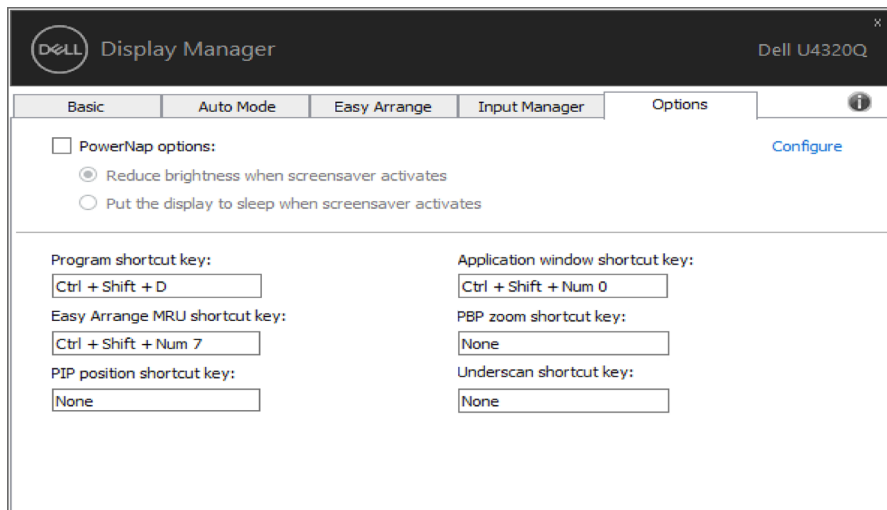 DELL Display Manager
x
Dell U4320Q
Basic Auto Mode Easy Arrange Input Manager Options
PowerNap options: Configure
Reduce brightness when screensaver activates
Put the display to sleep when screensaver activates
Program shortcut key: Application window shortcut key:
Ctrl + Shift + D Ctrl + Shift + Num 0
Easy Arrange MRU shortcut key: PBP zoom shortcut key:
Ctrl + Shift + Num 7 None
PIP position shortcut key: Underscan shortcut key:
None None